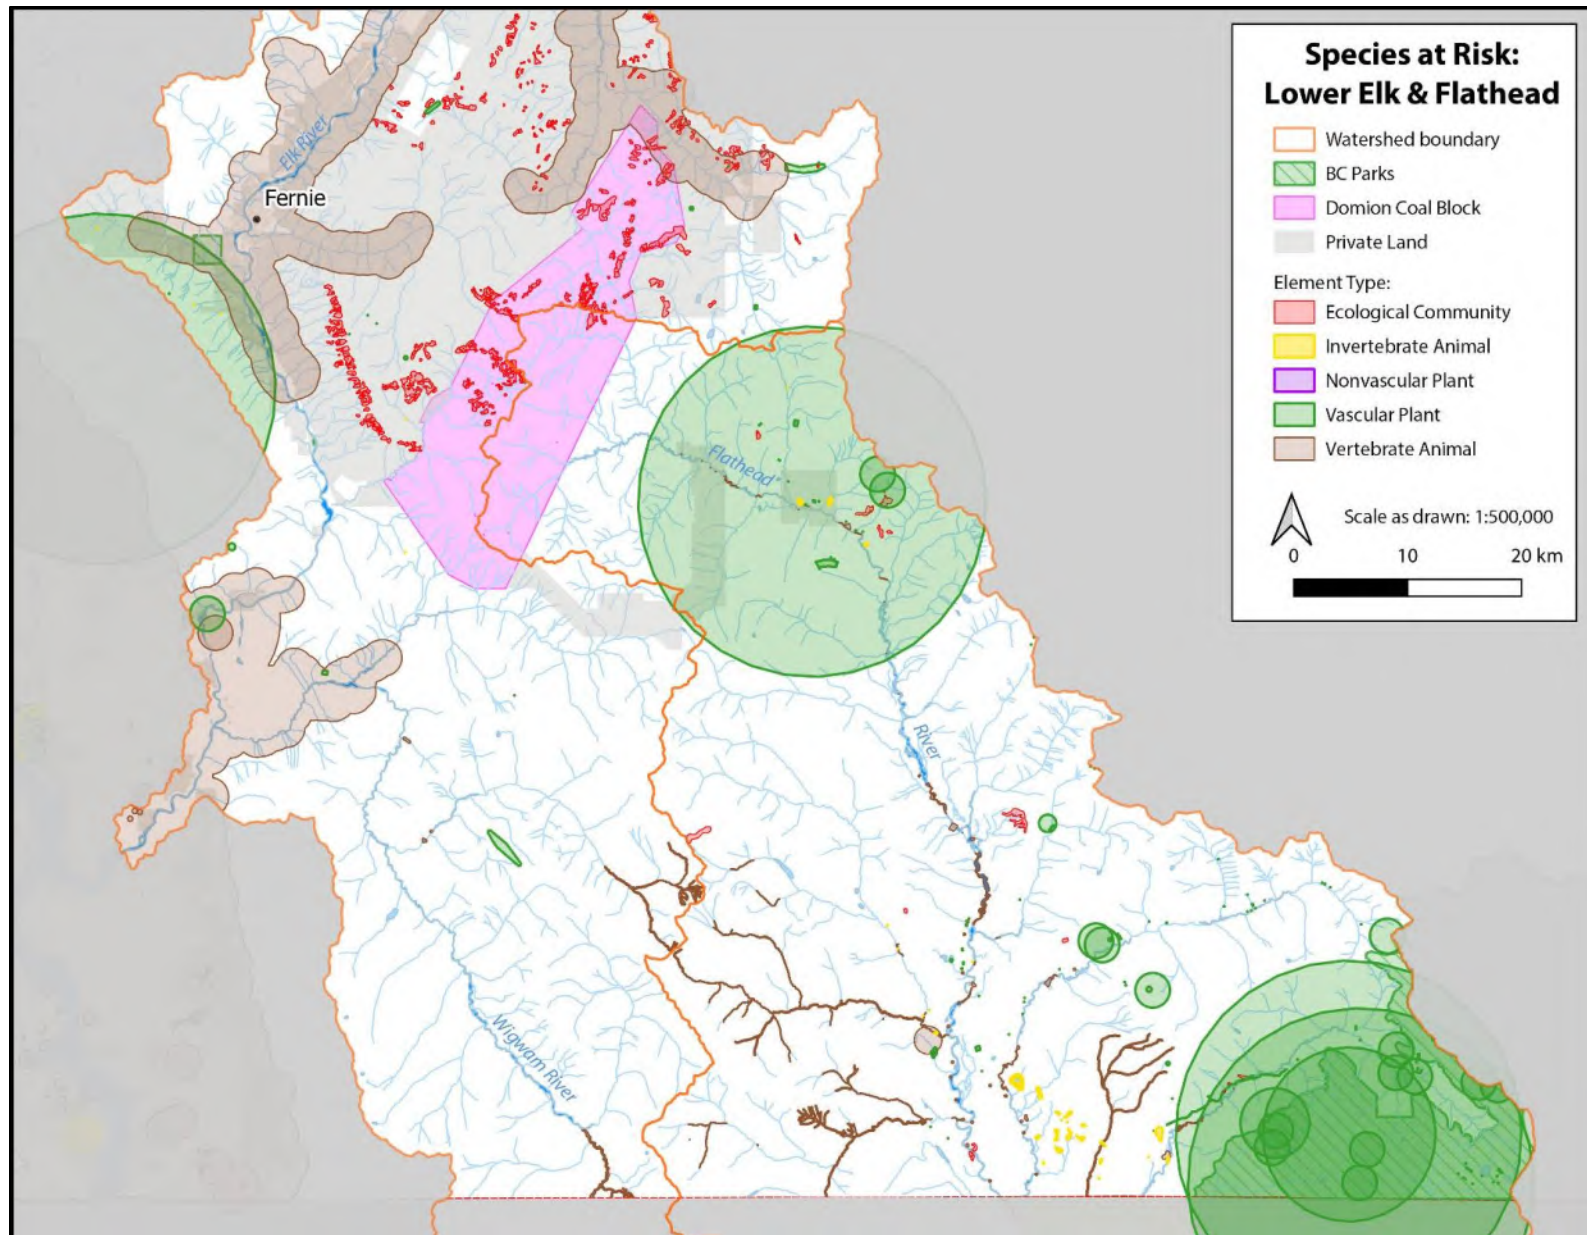 Species at Risk:
Lower Elk & Flathead
Watershed boundary
BC Parks
Domion Coal Block
Private Land
Element Type:
Ecological Community
Invertebrate Animal
Nonvascular Plant
Vascular Plant
Vertebrate Animal
Scale as drawn: 1:500,000
0 10 20 km
Elk River
Fernie
Flathead
River
Wigwam River